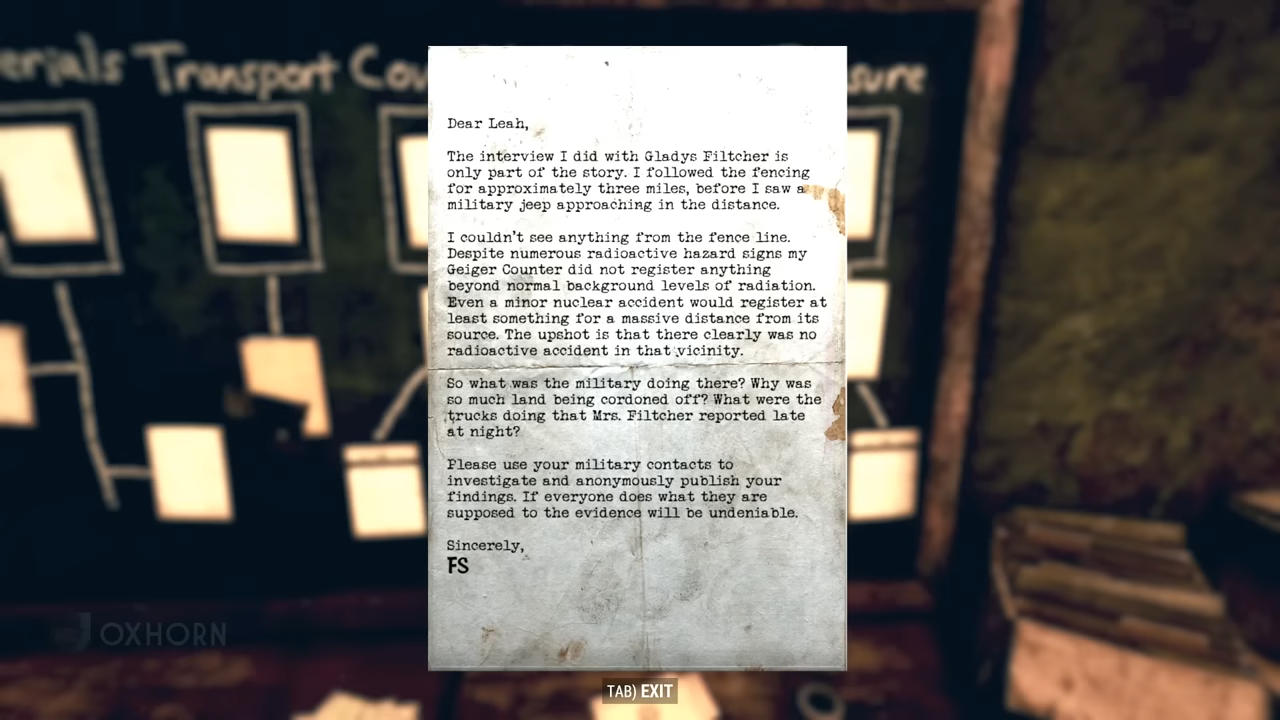 erials Transport Cov
sure
Dear Leah,
The interview I did with Gladys Filtcher is
only part of the story. I followed the fencing
for approximately three miles, before I saw a
military jeep approaching in the distance.
I couldn't see anything from the fence line.
Despite numerous radioactive hazard signs my
Geiger Counter did not register anything
beyond normal background levels of radiation.
Even a minor nuclear accident would register at
least something for a massive distance from its
source. The upshot is that there clearly was no
radioactive accident in that vicinity.
So what was the military doing there? Why was
so much land being cordoned off? What were the
trucks doing that Mrs. Filtcher reported late
at night?
Please use your military contacts to
investigate and anonymously publish your
findings. If everyone does what they are
supposed to the evidence will be undeniable.
Sincerely,
FS
OXHORN
TAB) EXIT